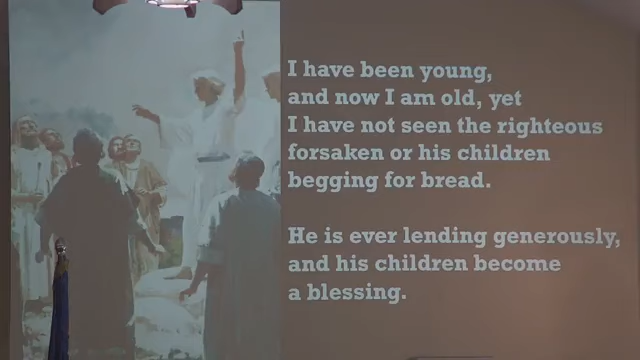 I have been young,
and now I am old, yet
I have not seen the righteous
forsaken or his children
begging for bread.
He is ever lending generously,
and his children become
a blessing.